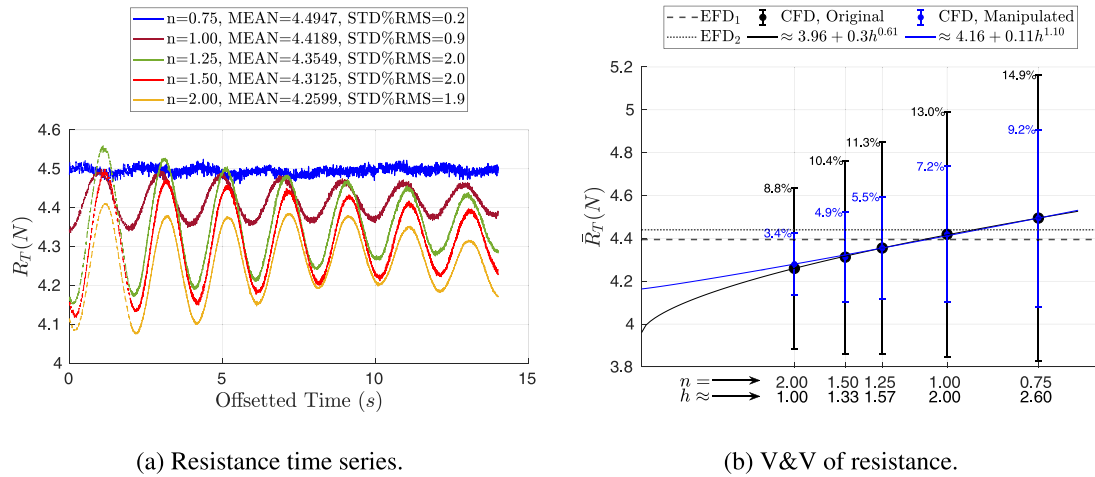 n=0.75, MEAN=4.4947, STD%RMS=0.2
n=1.00, MEAN=4.4189, STD%RMS=0.9
n=1.25, MEAN=4.3549, STD%RMS=2.0
n=1.50, MEAN=4.3125, STD%RMS=2.0
n=2.00, MEAN=4.2599, STD%RMS=1.9
4.6
4.5
4.4
4.3
4.2
4.1
4
R_T(N)
0 5 10 15
Offsetted Time (s)
(a) Resistance time series.
EFD₁ CFD, Original CFD, Manipulated
EFD₂ ≈ 3.96 + 0.3h^0.61 ≈ 4.16 + 0.11h^1.10
5.2
5
4.8
4.6
4.4
4.2
4
3.8
R̄_T(N)
14.9%
13.0%
11.3%
10.4%
8.8%
9.2%
7.2%
5.5%
4.9%
3.4%
n = 2.00 1.50 1.25 1.00 0.75
h ≈ 1.00 1.33 1.57 2.00 2.60
(b) V&V of resistance.